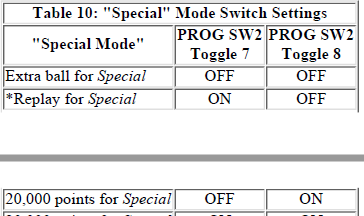 Table 10: "Special" Mode Switch Settings
"Special Mode" PROG SW2 Toggle 7 PROG SW2 Toggle 8
Extra ball for Special OFF OFF
*Replay for Special ON OFF
20,000 points for Special OFF ON